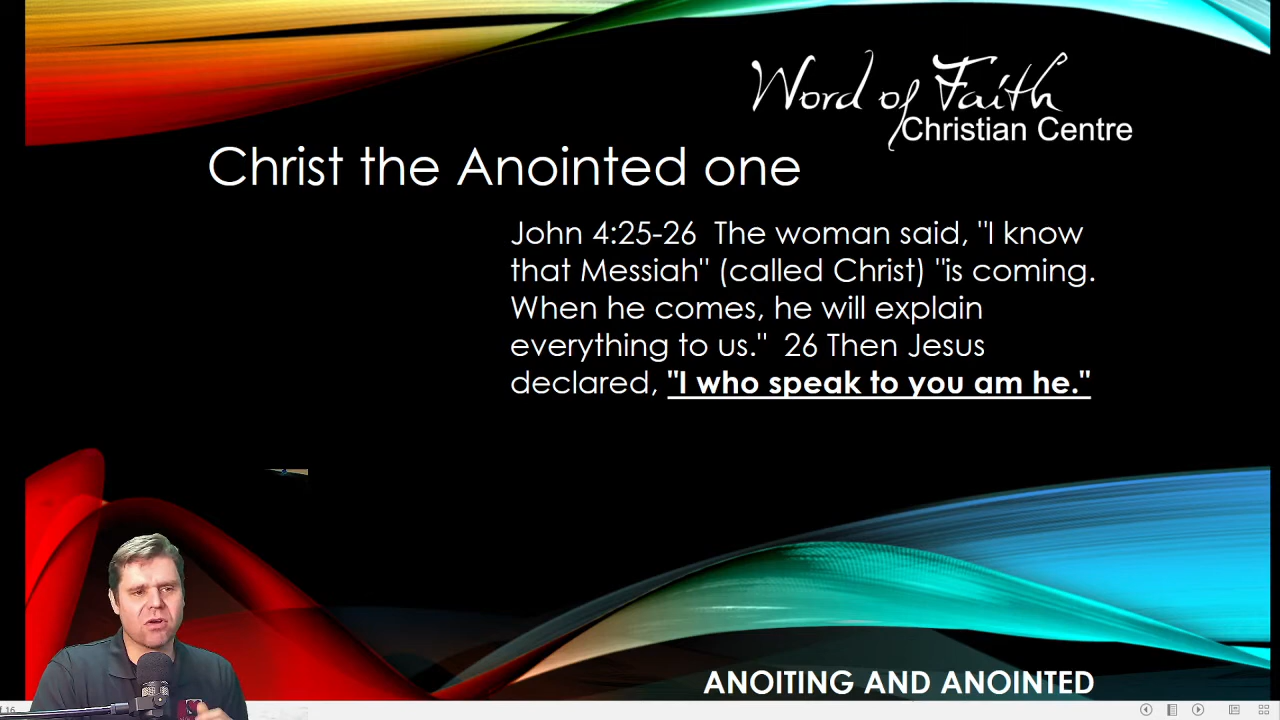 Word of Faith
Christian Centre
Christ the Anointed one
John 4:25-26  The woman said, "I know
that Messiah" (called Christ) "is coming.
When he comes, he will explain
everything to us."  26 Then Jesus
declared, "I who speak to you am he."
ANOITING AND ANOINTED
f 16